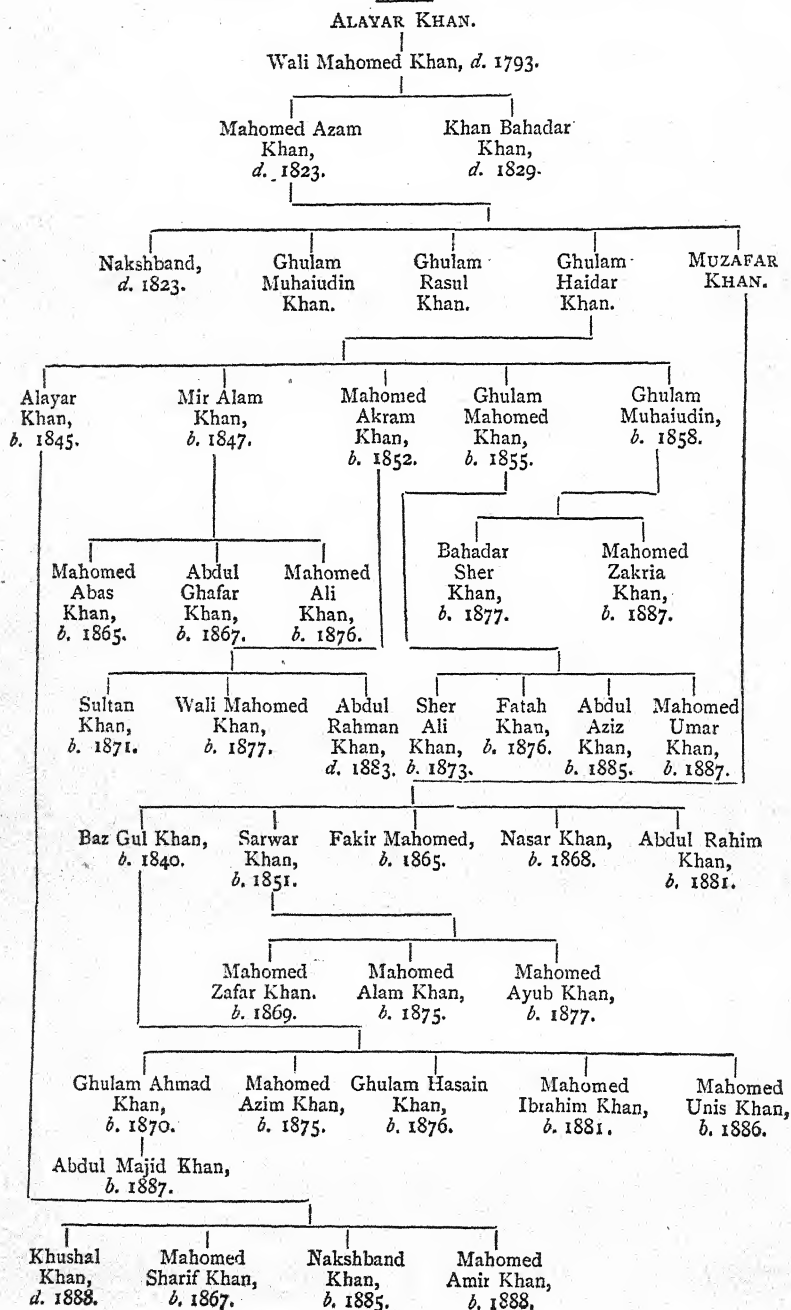 ALAYAR KHAN.
Wali Mahomed Khan, d. 1793.
Mahomed Azam
Khan,
d. 1823.
Khan Bahadar
Khan,
d. 1829.
Nakshband,
d. 1823.
Ghulam
Muhaiudin
Khan.
Ghulam
Rasul
Khan.
Ghulam
Haidar
Khan.
MUZAFAR
KHAN.
Alayar
Khan,
b. 1845.
Mir Alam
Khan,
b. 1847.
Mahomed
Akram
Khan,
b. 1852.
Ghulam
Mahomed
Khan,
b. 1855.
Ghulam
Muhaiudin,
b. 1858.
Mahomed
Abas
Khan,
b. 1865.
Abdul
Ghafar
Khan,
b. 1867.
Mahomed
Ali
Khan,
b. 1876.
Bahadar
Sher
Khan,
b. 1877.
Mahomed
Zakria
Khan,
b. 1887.
Sultan
Khan,
b. 1871.
Wali Mahomed
Khan,
b. 1877.
Abdul
Rahman
Khan,
d. 1883.
Sher
Ali
Khan,
b. 1873.
Fatah
Khan,
b. 1876.
Abdul
Aziz
Khan,
b. 1885.
Mahomed
Umar
Khan,
b. 1887.
Baz Gul Khan,
b. 1840.
Sarwar
Khan,
b. 1851.
Fakir Mahomed,
b. 1865.
Nasar Khan,
b. 1868.
Abdul Rahim
Khan,
b. 1881.
Mahomed
Zafar Khan.
b. 1869.
Mahomed
Alam Khan,
b. 1875.
Mahomed
Ayub Khan,
b. 1877.
Ghulam Ahmad
Khan,
b. 1870.
Mahomed
Azim Khan,
b. 1875.
Ghulam Hasain
Khan,
b. 1876.
Mahomed
Ibrahim Khan,
b. 1881.
Mahomed
Unis Khan,
b. 1886.
Abdul Majid Khan,
b. 1887.
Khushal
Khan,
d. 1888.
Mahomed
Sharif Khan,
b. 1867.
Nakshband
Khan,
b. 1885.
Mahomed
Amir Khan,
b. 1888.